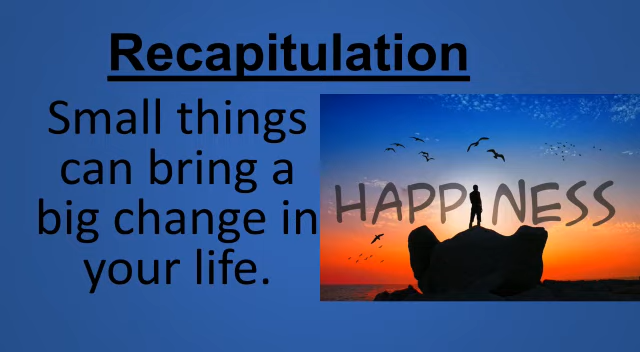 Recapitulation
Small things
can bring a
big change in
your life.
HAPPINESS